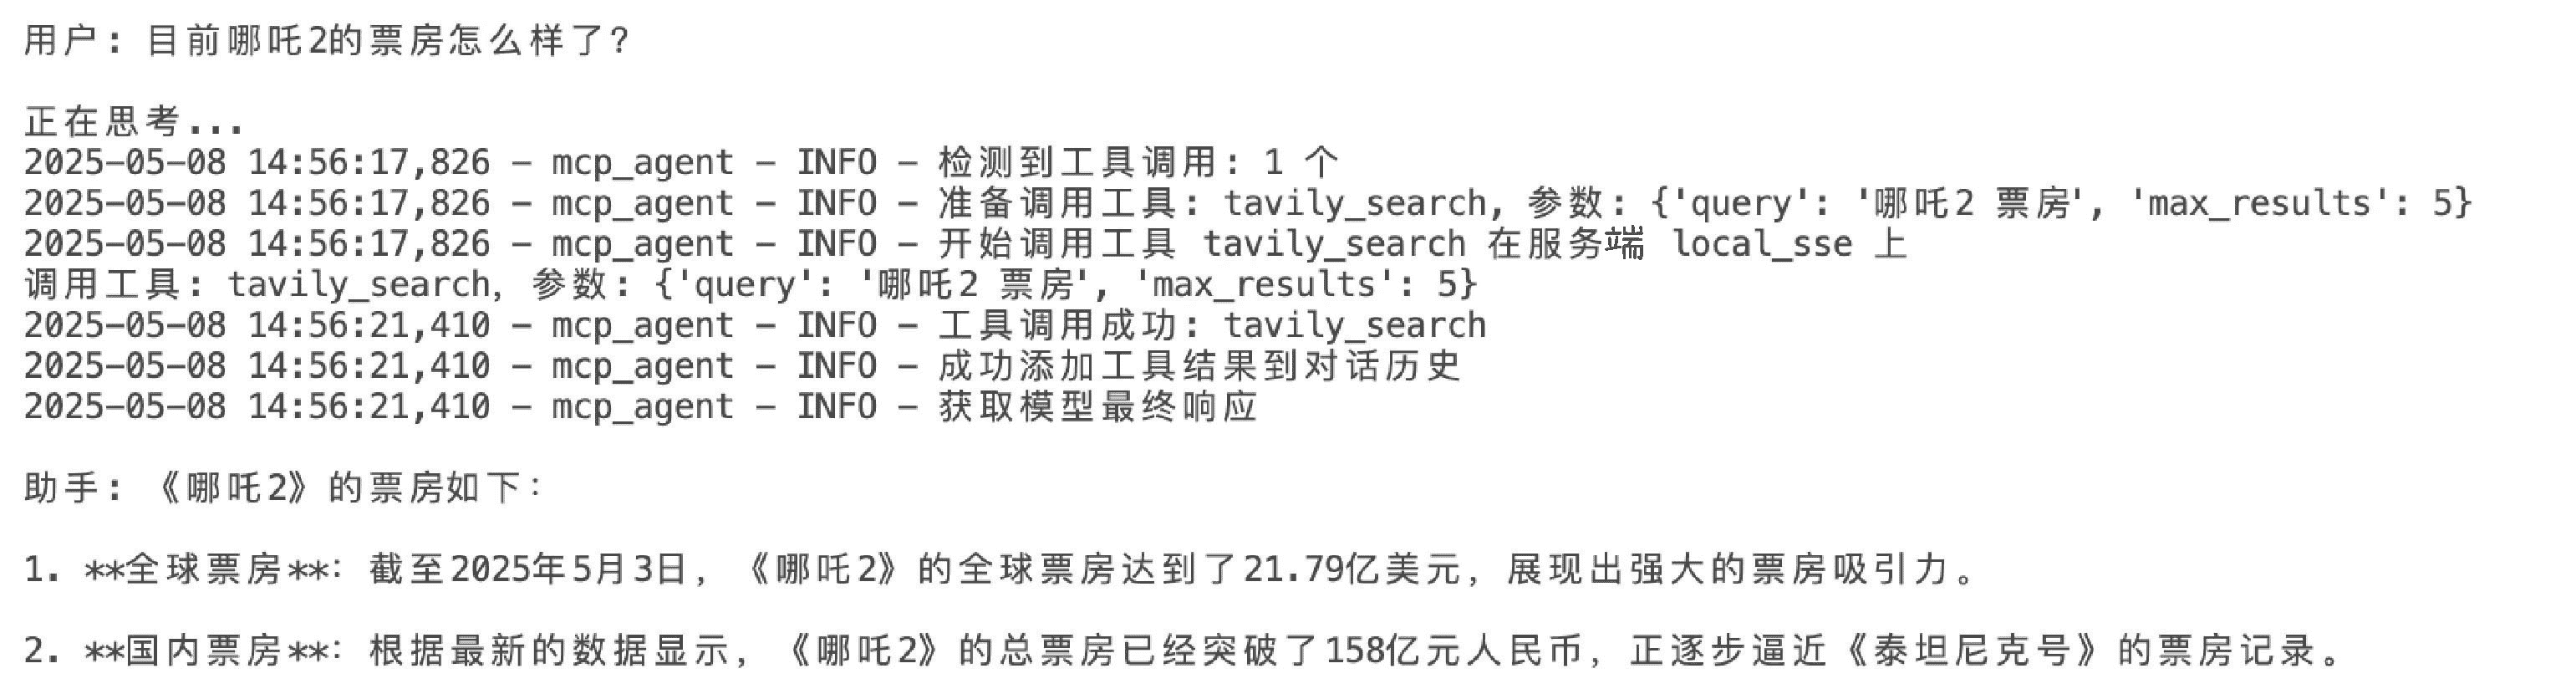 用户: 目前哪吒2的票房怎么样了?
正在思考...
2025-05-08 14:56:17,826 - mcp_agent - INFO - 检测到工具调用: 1 个
2025-05-08 14:56:17,826 - mcp_agent - INFO - 准备调用工具: tavily_search, 参数: {'query': '哪吒2 票房', 'max_results': 5}
2025-05-08 14:56:17,826 - mcp_agent - INFO - 开始调用工具 tavily_search 在服务端 local_sse 上
调用工具: tavily_search, 参数: {'query': '哪吒2 票房', 'max_results': 5}
2025-05-08 14:56:21,410 - mcp_agent - INFO - 工具调用成功: tavily_search
2025-05-08 14:56:21,410 - mcp_agent - INFO - 成功添加工具结果到对话历史
2025-05-08 14:56:21,410 - mcp_agent - INFO - 获取模型最终响应
助手: 《哪吒2》的票房如下:
1. **全球票房**: 截至2025年5月3日, 《哪吒2》的全球票房达到了21.79亿美元, 展现出强大的票房吸引力。
2. **国内票房**: 根据最新的数据显示, 《哪吒2》的总票房已经突破了158亿元人民币, 正逐步逼近《泰坦尼克号》的票房记录。